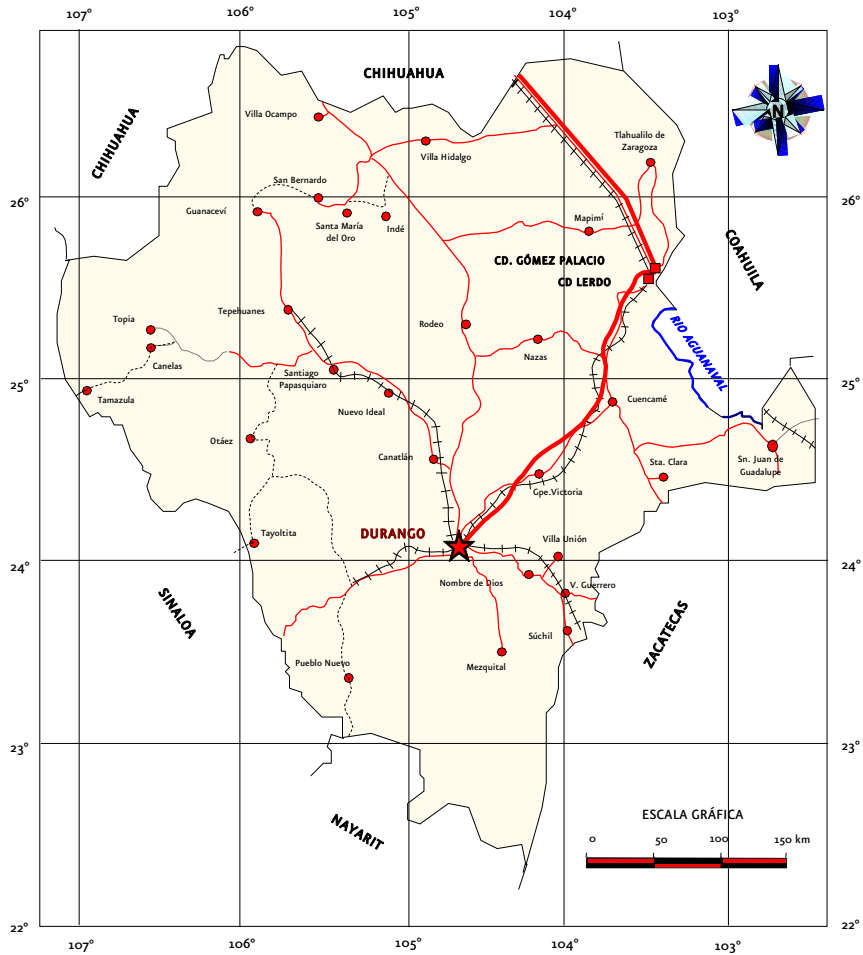 107° 106° 105° 104° 103°
CHIHUAHUA
CHIHUAHUA
Villa Ocampo
Villa Hidalgo
Tlahualilo de
Zaragoza
N
26° 26°
San Bernardo
Guanaceví
Santa María
del Oro
Indé
Mapimí
CD. GÓMEZ PALACIO
CD LERDO
COAHUILA
Topia
Tepehuanes
Rodeo
Nazas
RIO AGUANAVAL
Canelas
Santiago
Papasquiaro
25° 25°
Tamazula
Nuevo Ideal
Cuencamé
Otáez
Canatlán
Sta. Clara
Sn. Juan de
Guadalupe
Gpe.Victoria
Tayoltita
DURANGO
Villa Unión
24° 24°
Nombre de Dios
V. Guerrero
SINALOA
Súchil
ZACATECAS
Pueblo Nuevo
Mezquital
23° 23°
NAYARIT
ESCALA GRÁFICA
0 50 100 150 km
22° 22°
107° 106° 105° 104° 103°